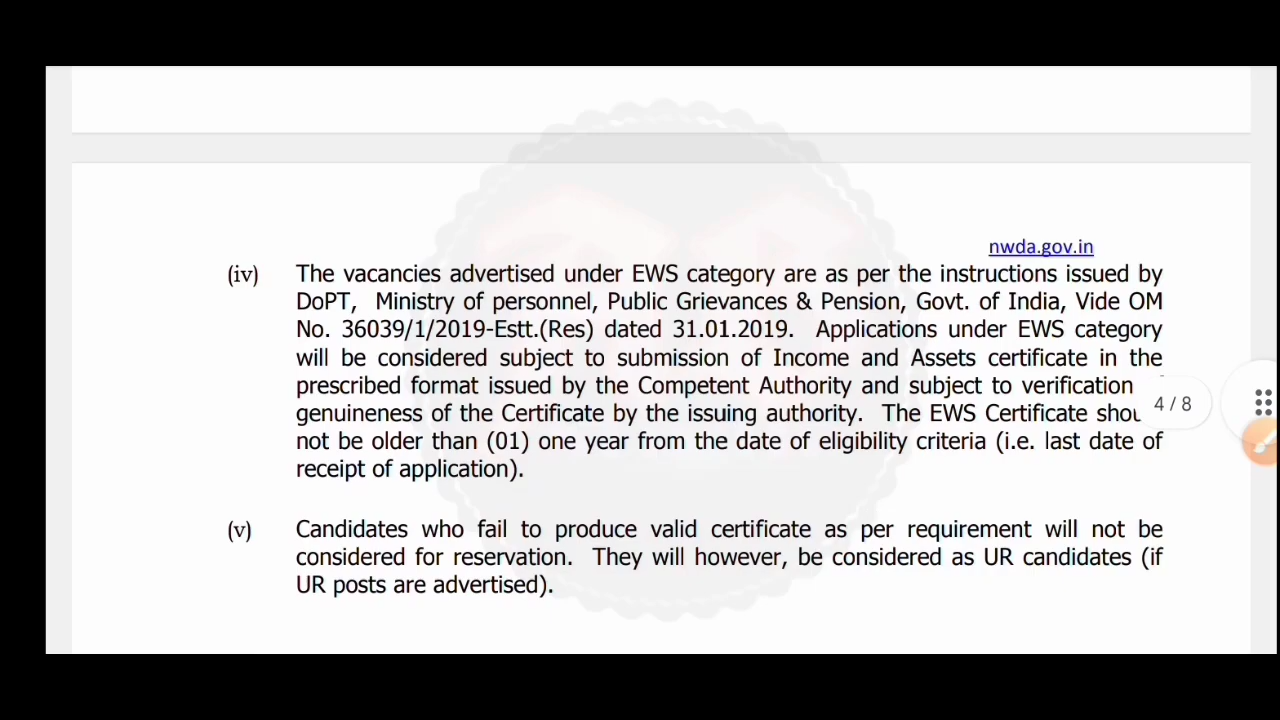 nwda.gov.in
(iv) The vacancies advertised under EWS category are as per the instructions issued by
DoPT, Ministry of personnel, Public Grievances & Pension, Govt. of India, Vide OM
No. 36039/1/2019-Estt.(Res) dated 31.01.2019. Applications under EWS category
will be considered subject to submission of Income and Assets certificate in the
prescribed format issued by the Competent Authority and subject to verification
genuineness of the Certificate by the issuing authority. The EWS Certificate shou
4 / 8
not be older than (01) one year from the date of eligibility criteria (i.e. last date of
receipt of application).
(v) Candidates who fail to produce valid certificate as per requirement will not be
considered for reservation. They will however, be considered as UR candidates (if
UR posts are advertised).